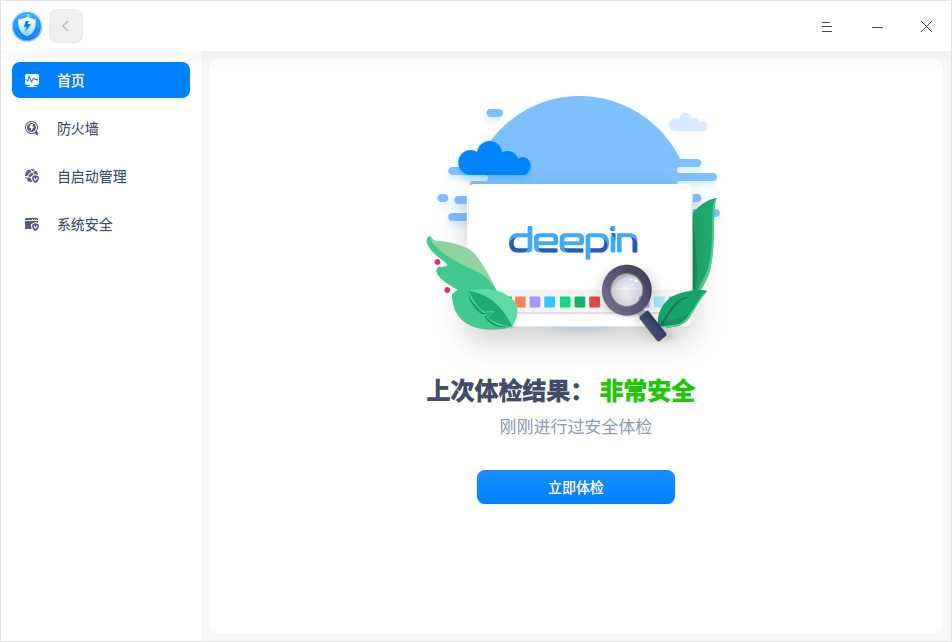 首页
防火墙
自启动管理
系统安全
deepin
上次体检结果： 非常安全
刚刚进行过安全体检
立即体检